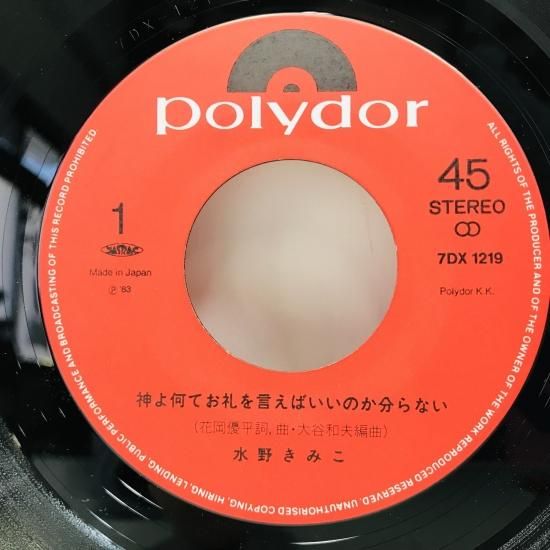 7DX-121
polydor
45
STEREO
1
JASRAC
7DX 1219
Made in Japan
℗ '83
Polydor K.K.
神よ何てお礼を言えばいいのか分らない
(花岡優平詞,曲・大谷和夫編曲)
水野きみこ
ALL RIGHTS OF THE PRODUCER AND OF THE OWNER OF THE WORK REPRODUCED RESERVED. UNAUTHORISED COPYING, HIRING, LENDING, PUBLIC PERFORMANCE AND BROADCASTING OF THIS RECORD PROHIBITED.